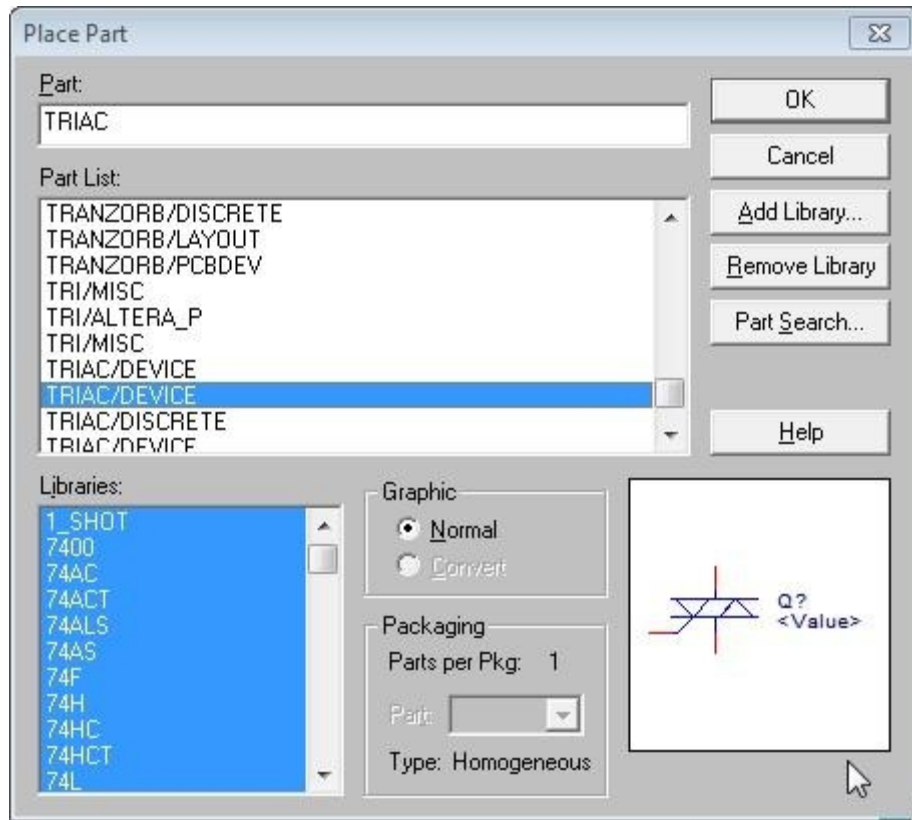 Place Part
Part:
TRIAC
OK
Cancel
Part List:
TRANZORB/DISCRETE
TRANZORB/LAYOUT
TRANZORB/PCBDEV
TRI/MISC
TRI/ALTERA_P
TRI/MISC
TRIAC/DEVICE
TRIAC/DEVICE
TRIAC/DISCRETE
TRIAC/DEVICE
Add Library...
Remove Library
Part Search...
Help
Libraries:
1_SHOT
7400
74AC
74ACT
74ALS
74AS
74F
74H
74HC
74HCT
74L
Graphic
Normal
Convert
Packaging
Parts per Pkg: 1
Part:
Type: Homogeneous
Q?
<Value>